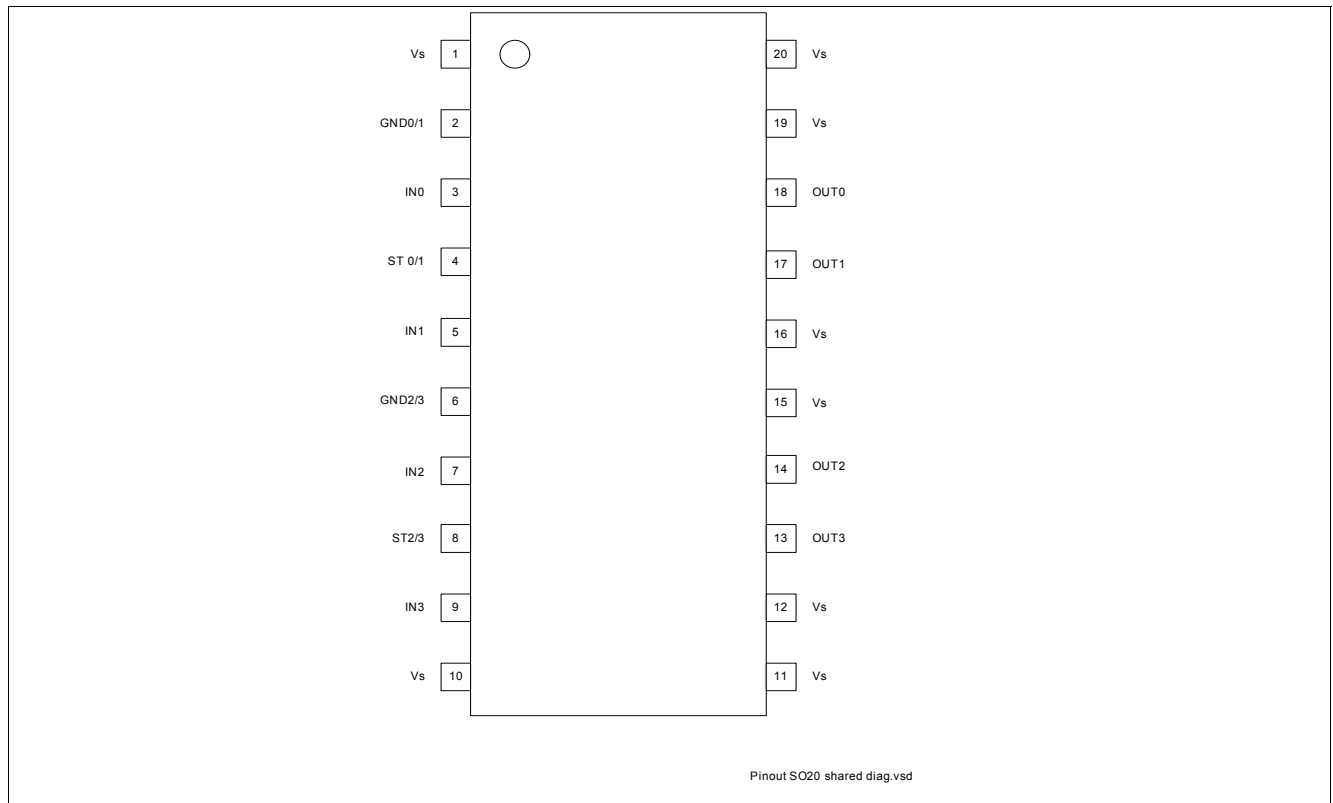 Vs 1 20 Vs
GND0/1 2 19 Vs
IN0 3 18 OUT0
ST 0/1 4 17 OUT1
IN1 5 16 Vs
GND2/3 6 15 Vs
IN2 7 14 OUT2
ST2/3 8 13 OUT3
IN3 9 12 Vs
Vs 10 11 Vs
Pinout SO20 shared diag.vsd